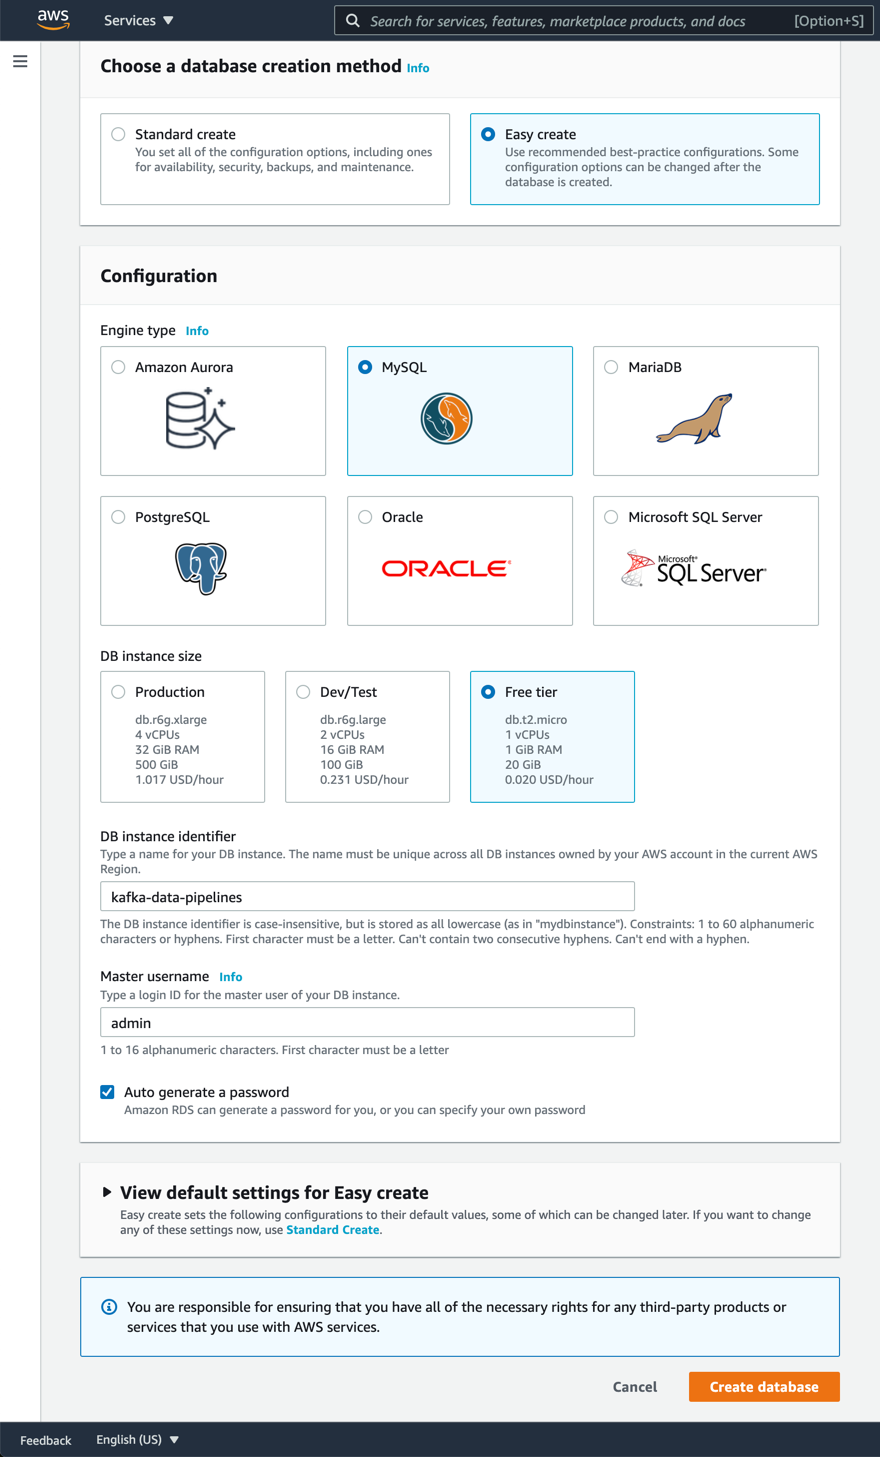 aws
Services
Search for services, features, marketplace products, and docs
[Option+S]
Choose a database creation method Info
Standard create
You set all of the configuration options, including ones
for availability, security, backups, and maintenance.
Easy create
Use recommended best-practice configurations. Some
configuration options can be changed after the
database is created.
Configuration
Engine type Info
Amazon Aurora
MySQL
MariaDB
PostgreSQL
Oracle
ORACLE®
Microsoft SQL Server
Microsoft®
SQL Server®
DB instance size
Production
db.r6g.xlarge
4 vCPUs
32 GiB RAM
500 GiB
1.017 USD/hour
Dev/Test
db.r6g.large
2 vCPUs
16 GiB RAM
100 GiB
0.231 USD/hour
Free tier
db.t2.micro
1 vCPUs
1 GiB RAM
20 GiB
0.020 USD/hour
DB instance identifier
Type a name for your DB instance. The name must be unique across all DB instances owned by your AWS account in the current AWS
Region.
kafka-data-pipelines
The DB instance identifier is case-insensitive, but is stored as all lowercase (as in "mydbinstance"). Constraints: 1 to 60 alphanumeric
characters or hyphens. First character must be a letter. Can't contain two consecutive hyphens. Can't end with a hyphen.
Master username Info
Type a login ID for the master user of your DB instance.
admin
1 to 16 alphanumeric characters. First character must be a letter
Auto generate a password
Amazon RDS can generate a password for you, or you can specify your own password
View default settings for Easy create
Easy create sets the following configurations to their default values, some of which can be changed later. If you want to change
any of these settings now, use Standard Create.
You are responsible for ensuring that you have all of the necessary rights for any third-party products or
services that you use with AWS services.
Cancel
Create database
Feedback
English (US)